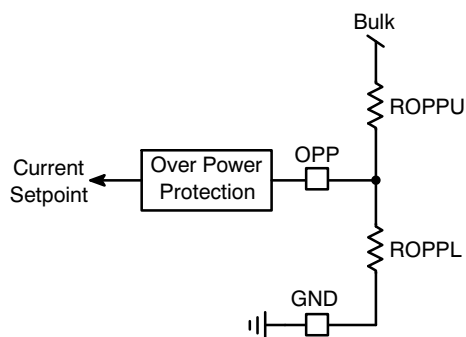 Bulk
ROPPU
OPP
Over Power
Protection
Current
Setpoint
ROPPL
GND